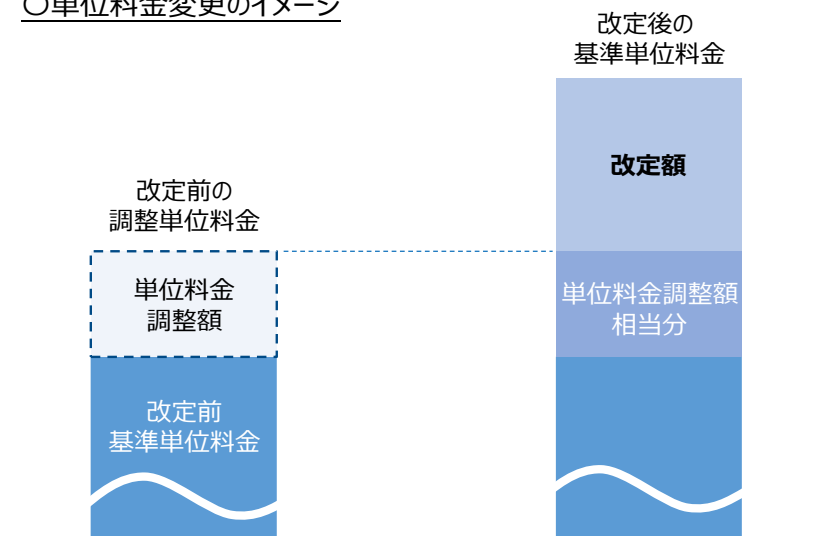 〇単位料金変更のイメージ
改定後の
基準単位料金
改定額
改定前の
調整単位料金
単位料金
調整額
単位料金調整額
相当分
改定前
基準単位料金